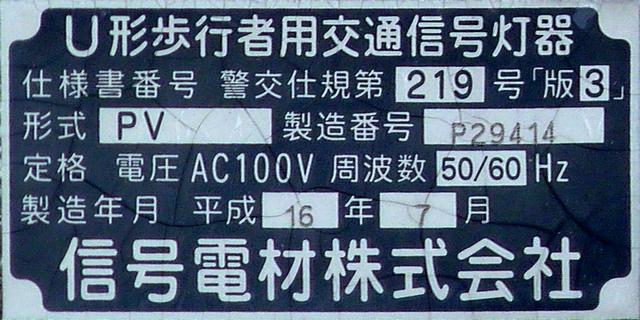 U形歩行者用交通信号灯器
仕様書番号 警交仕規第 219 号「版3」
形式 PV 製造番号 P29414
定格 電圧 AC100V 周波数 50/60 Hz
製造年月 平成 16 年 7 月
信号電材株式会社